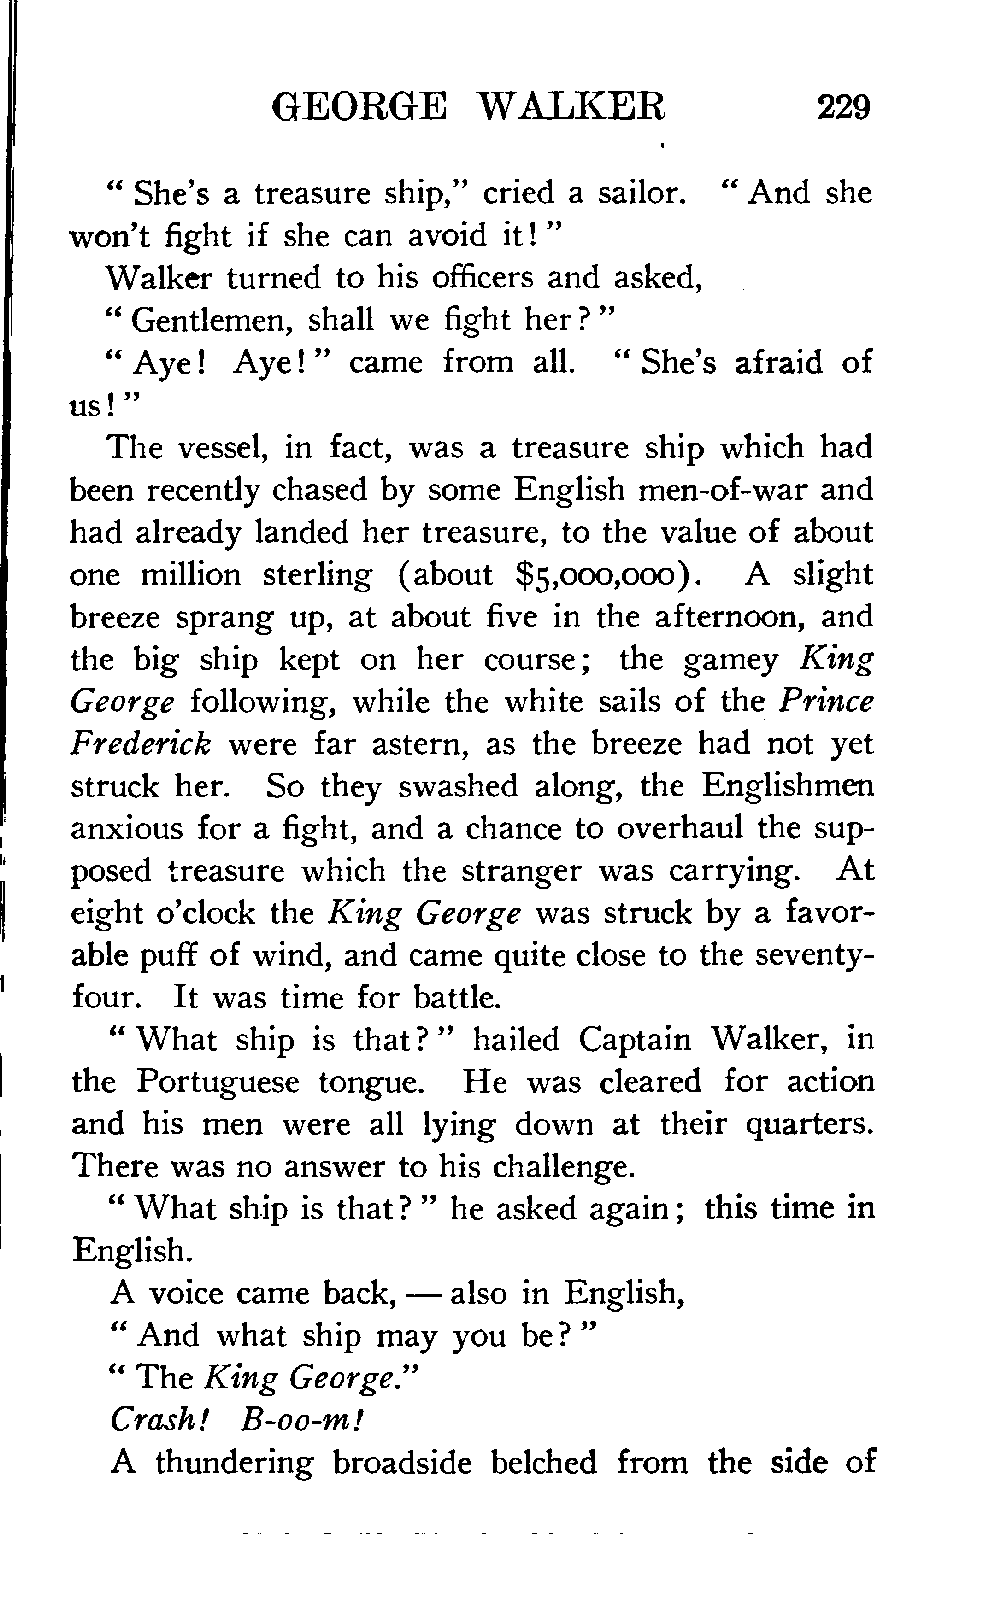 GEORGE WALKER 229
“ She’s a treasure ship,” cried a sailor. “ And she
won’t fight if she can avoid it! ”
Walker turned to his officers and asked,
“ Gentlemen, shall we fight her? ”
“ Aye! Aye! ” came from all. “ She’s afraid of
us! ”
The vessel, in fact, was a treasure ship which had
been recently chased by some English men-of-war and
had already landed her treasure, to the value of about
one million sterling (about $5,000,000). A slight
breeze sprang up, at about five in the afternoon, and
the big ship kept on her course; the gamey King
George following, while the white sails of the Prince
Frederick were far astern, as the breeze had not yet
struck her. So they swashed along, the Englishmen
anxious for a fight, and a chance to overhaul the sup-
posed treasure which the stranger was carrying. At
eight o’clock the King George was struck by a favor-
able puff of wind, and came quite close to the seventy-
four. It was time for battle.
“ What ship is that? ” hailed Captain Walker, in
the Portuguese tongue. He was cleared for action
and his men were all lying down at their quarters.
There was no answer to his challenge.
“ What ship is that? ” he asked again; this time in
English.
A voice came back, — also in English,
“ And what ship may you be? ”
“ The King George.”
Crash! B-oo-m!
A thundering broadside belched from the side of